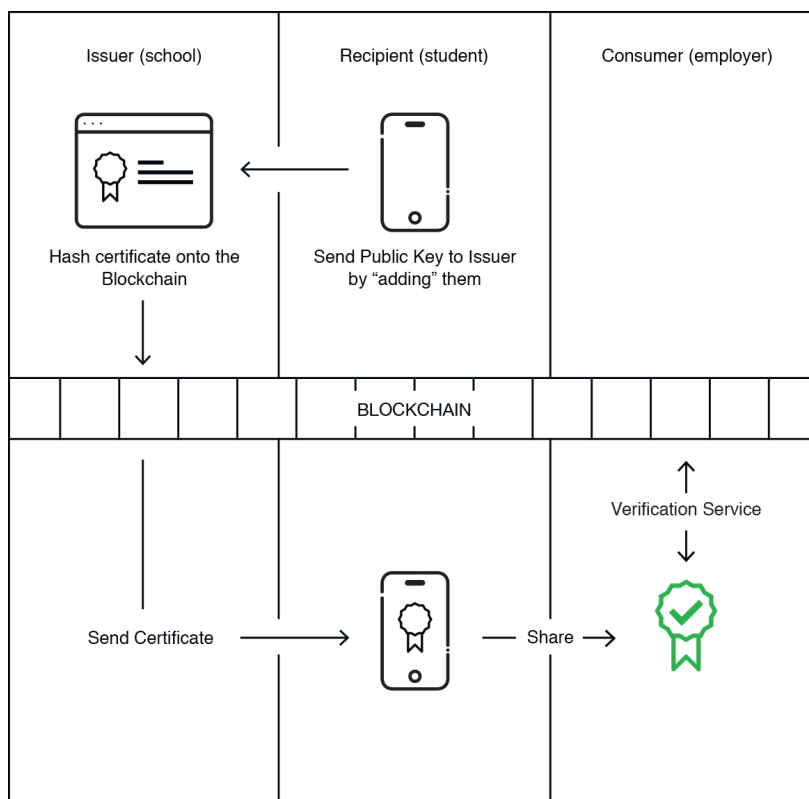 Issuer (school)
Recipient (student)
Consumer (employer)
Hash certificate onto the
Blockchain
Send Public Key to Issuer
by “adding” them
BLOCKCHAIN
Verification Service
Send Certificate
Share